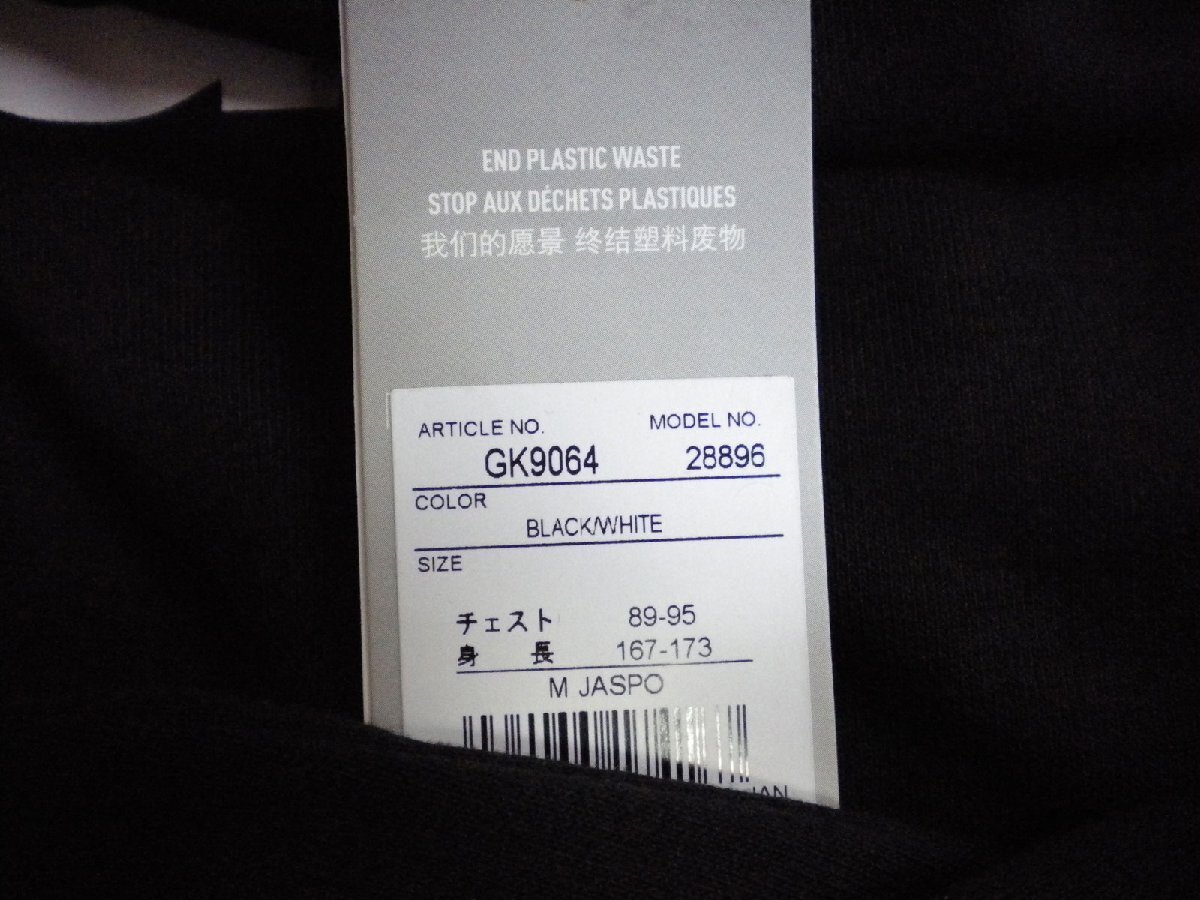 END PLASTIC WASTE
STOP AUX DÉCHETS PLASTIQUES
我们的愿景 终结塑料废物
ARTICLE NO. MODEL NO.
GK9064 28896
COLOR
BLACK/WHITE
SIZE
チェスト 89-95
身長 167-173
M JASPO
JAN